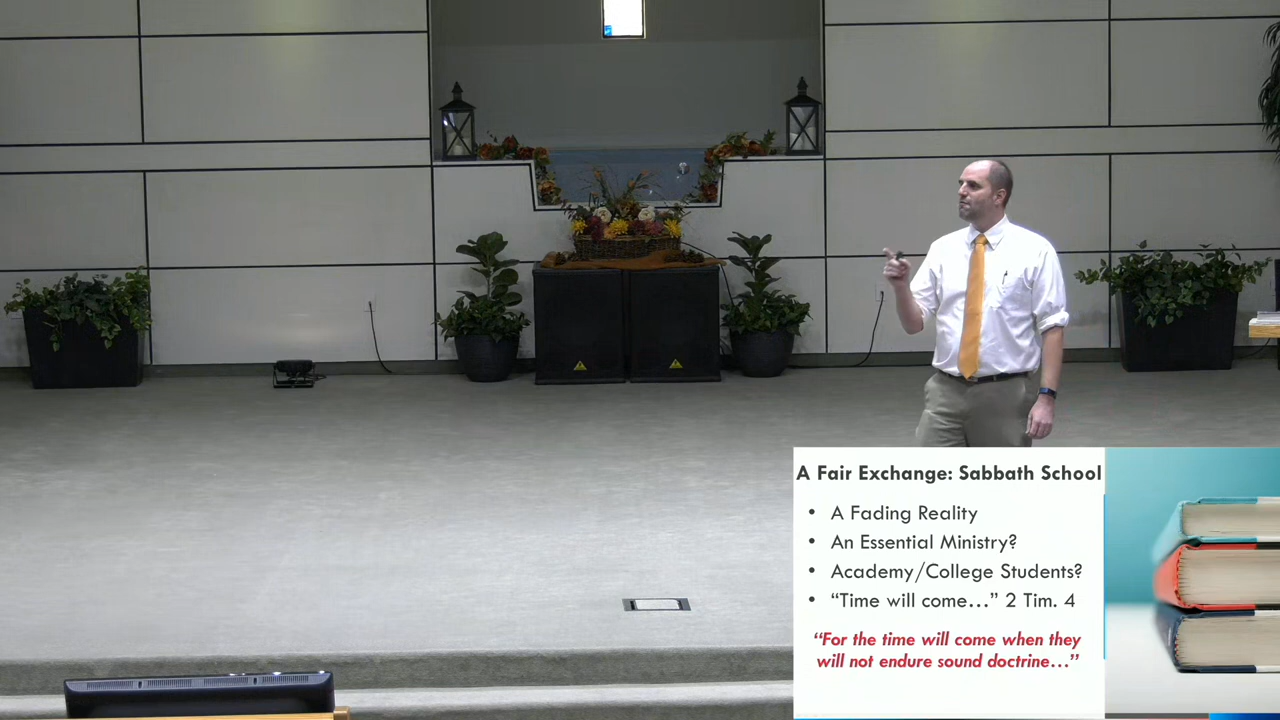 A Fair Exchange: Sabbath School
• A Fading Reality
• An Essential Ministry?
• Academy/College Students?
• “Time will come…” 2 Tim. 4
“For the time will come when they
will not endure sound doctrine…”